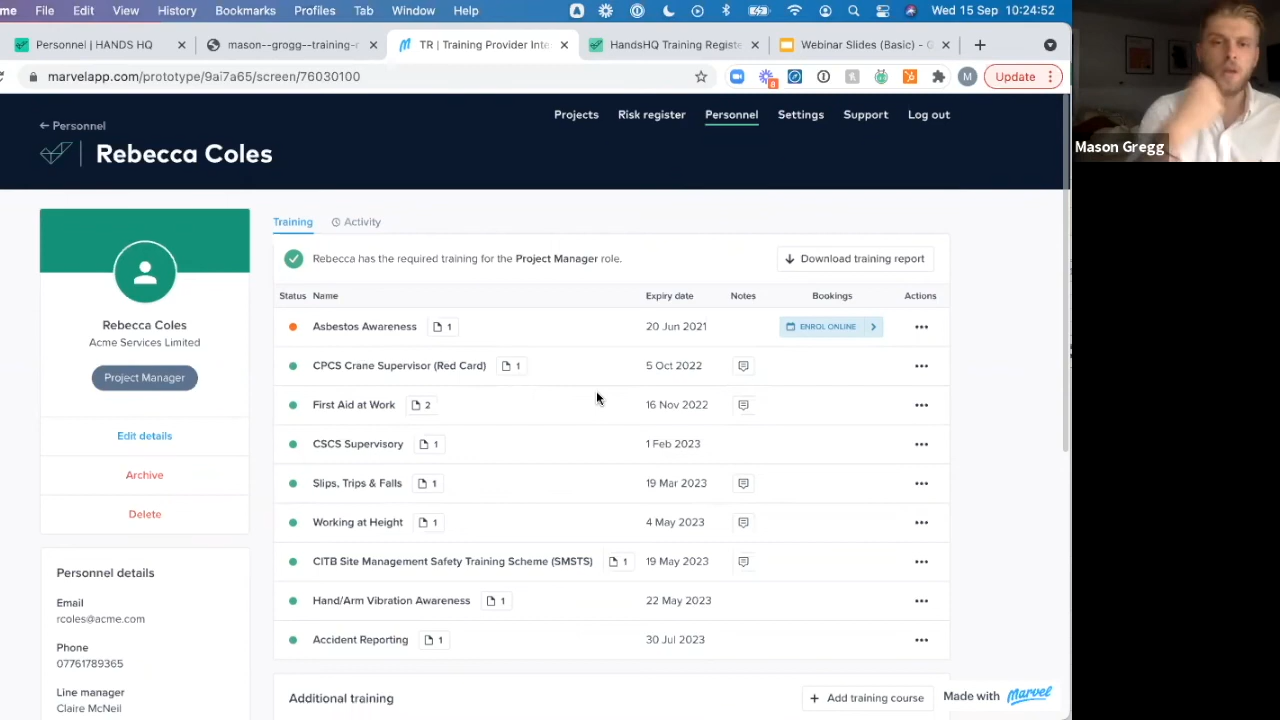 me File Edit View History Bookmarks Profiles Tab Window Help Wed 15 Sep 10:24:52
Personnel | HANDS HQ mason--grogg--training-r TR | Training Provider Inte HandsHQ Training Registe Webinar Slides (Basic) - G
marvelapp.com/prototype/9ai7a65/screen/76030100 8 M Update
Projects Risk register Personnel Settings Support Log out
← Personnel
Rebecca Coles
Mason Gregg
Training Activity
Rebecca has the required training for the Project Manager role. Download training report
Status Name Expiry date Notes Bookings Actions
Asbestos Awareness 1 20 Jun 2021 ENROL ONLINE
CPCS Crane Supervisor (Red Card) 1 5 Oct 2022
First Aid at Work 2 16 Nov 2022
CSCS Supervisory 1 1 Feb 2023
Slips, Trips & Falls 1 19 Mar 2023
Working at Height 1 4 May 2023
CITB Site Management Safety Training Scheme (SMSTS) 1 19 May 2023
Hand/Arm Vibration Awareness 1 22 May 2023
Accident Reporting 1 30 Jul 2023
Additional training + Add training course
Rebecca Coles
Acme Services Limited
Project Manager
Edit details
Archive
Delete
Personnel details
Email
rcoles@acme.com
Phone
07761789365
Line manager
Claire McNeil
Made with Marvel